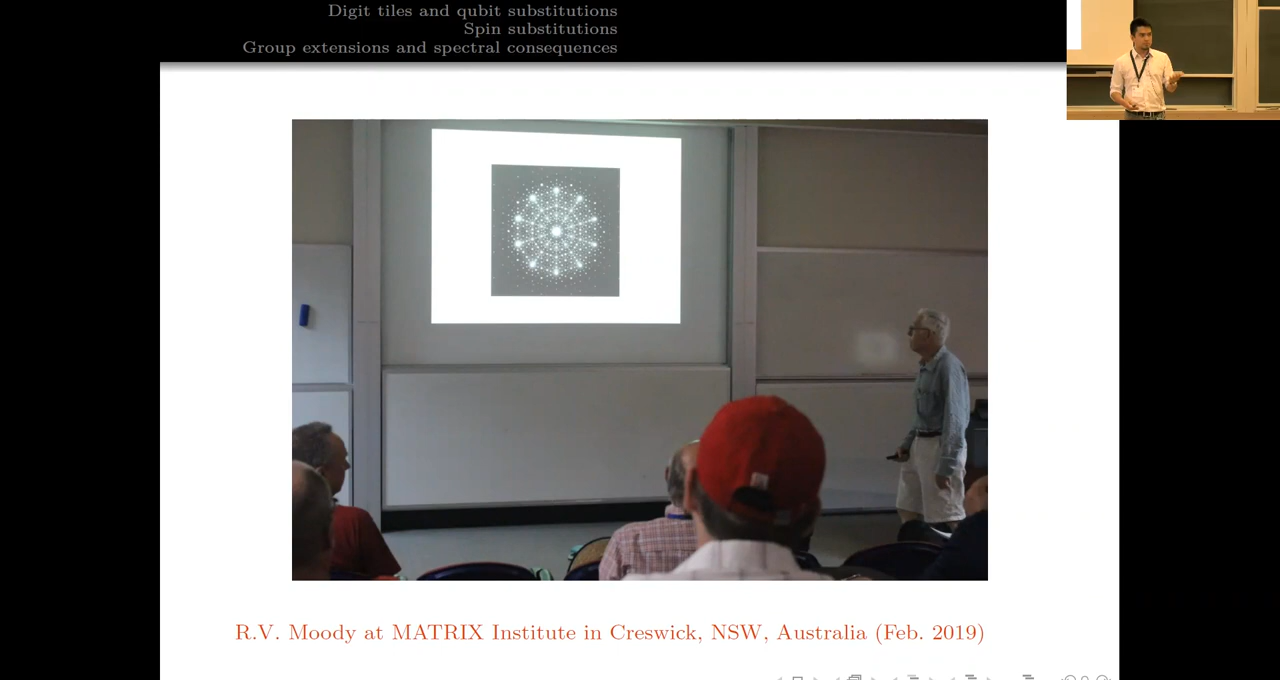 Digit tiles and qubit substitutions
Spin substitutions
Group extensions and spectral consequences
R.V. Moody at MATRIX Institute in Creswick, NSW, Australia (Feb. 2019)